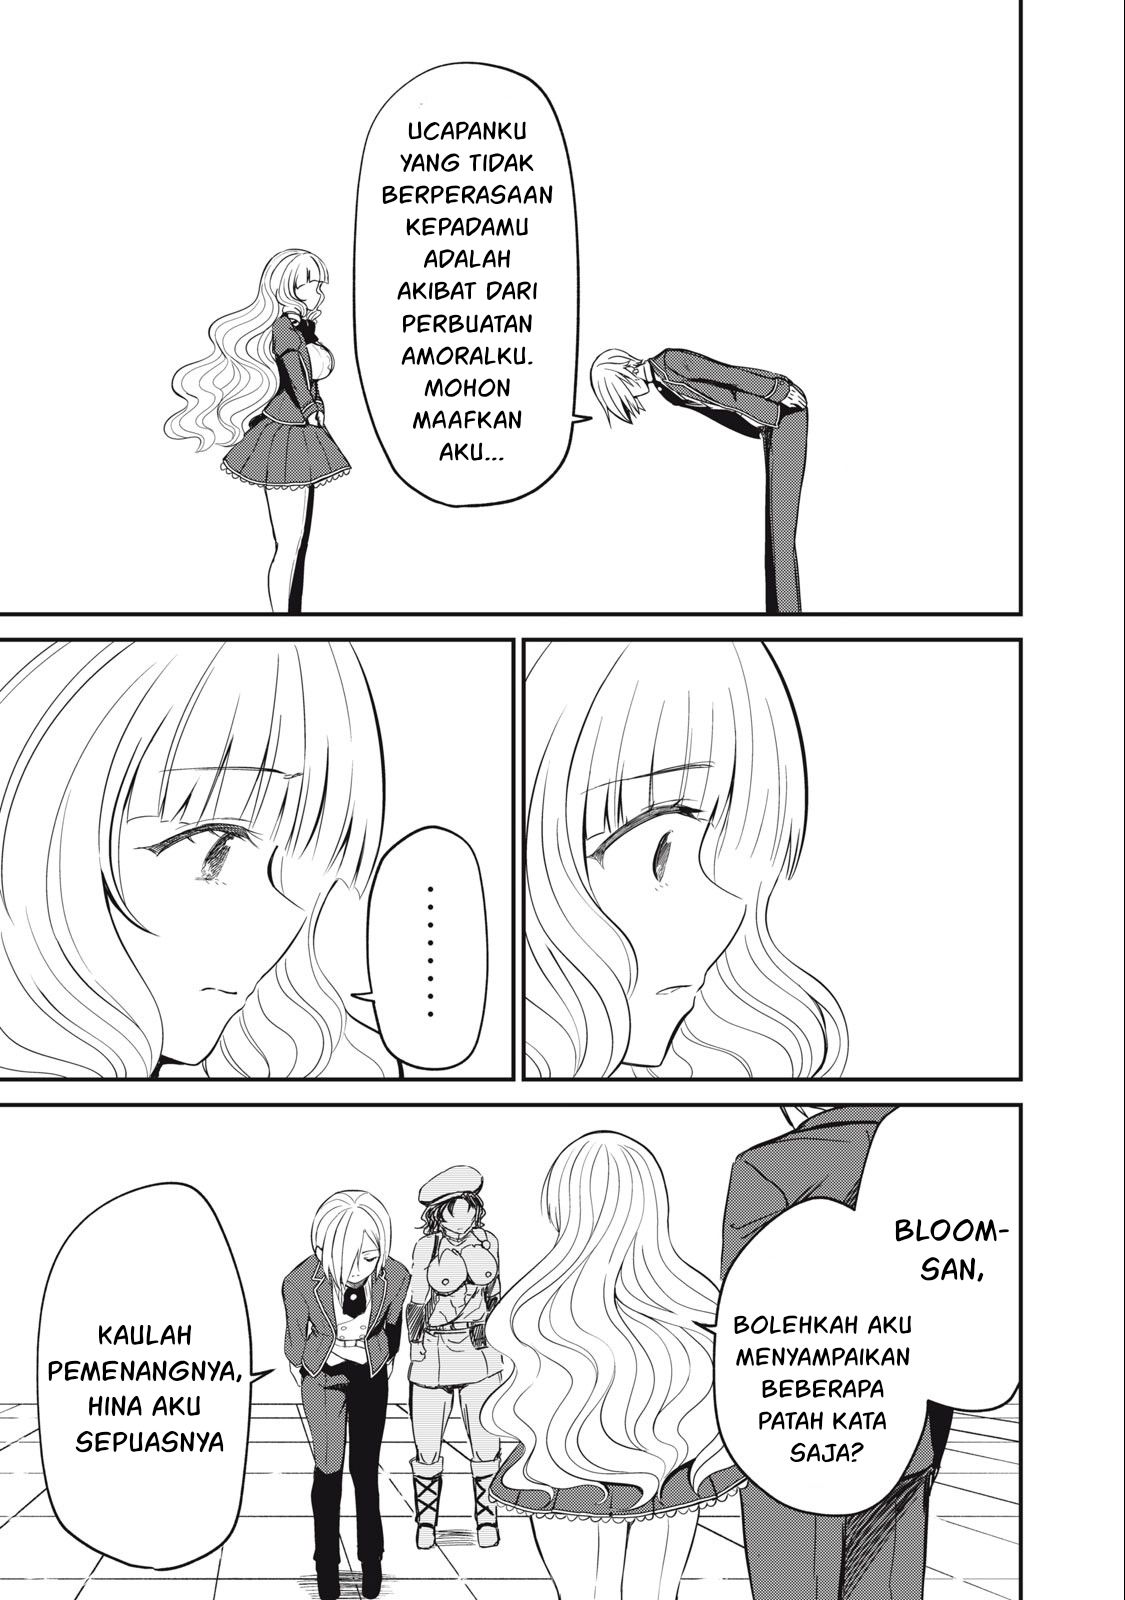 UCAPANKU
YANG TIDAK
BERPERASAAN
KEPADAMU
ADALAH
AKIBAT DARI
PERBUATAN
AMORALKU.
MOHON
MAAFKAN
AKU...
.........
BLOOM-
SAN,
BOLEHKAH AKU
MENYAMPAIKAN
BEBERAPA
PATAH KATA
SAJA?
KAULAH
PEMENANGNYA,
HINA AKU
SEPUASNYA